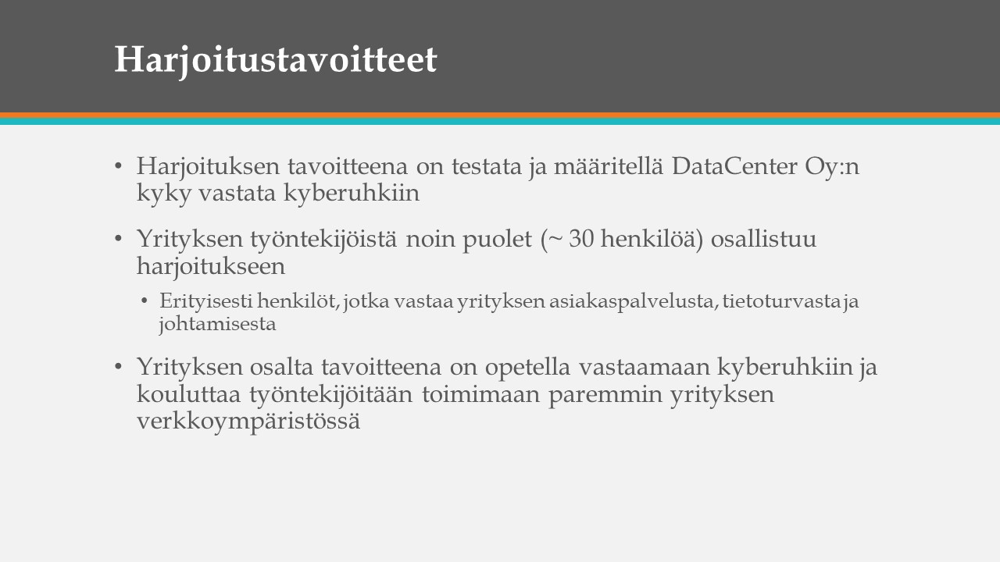 Harjoitustavoitteet
• Harjoituksen tavoitteena on testata ja määritellä DataCenter Oy:n
kyky vastata kyberuhkiin
• Yrityksen työntekijöistä noin puolet (~ 30 henkilöä) osallistuu
harjoitukseen
• Erityisesti henkilöt, jotka vastaa yrityksen asiakaspalvelusta, tietoturvasta ja
johtamisesta
• Yrityksen osalta tavoitteena on opetella vastaamaan kyberuhkiin ja
kouluttaa työntekijöitään toimimaan paremmin yrityksen
verkkoympäristössä